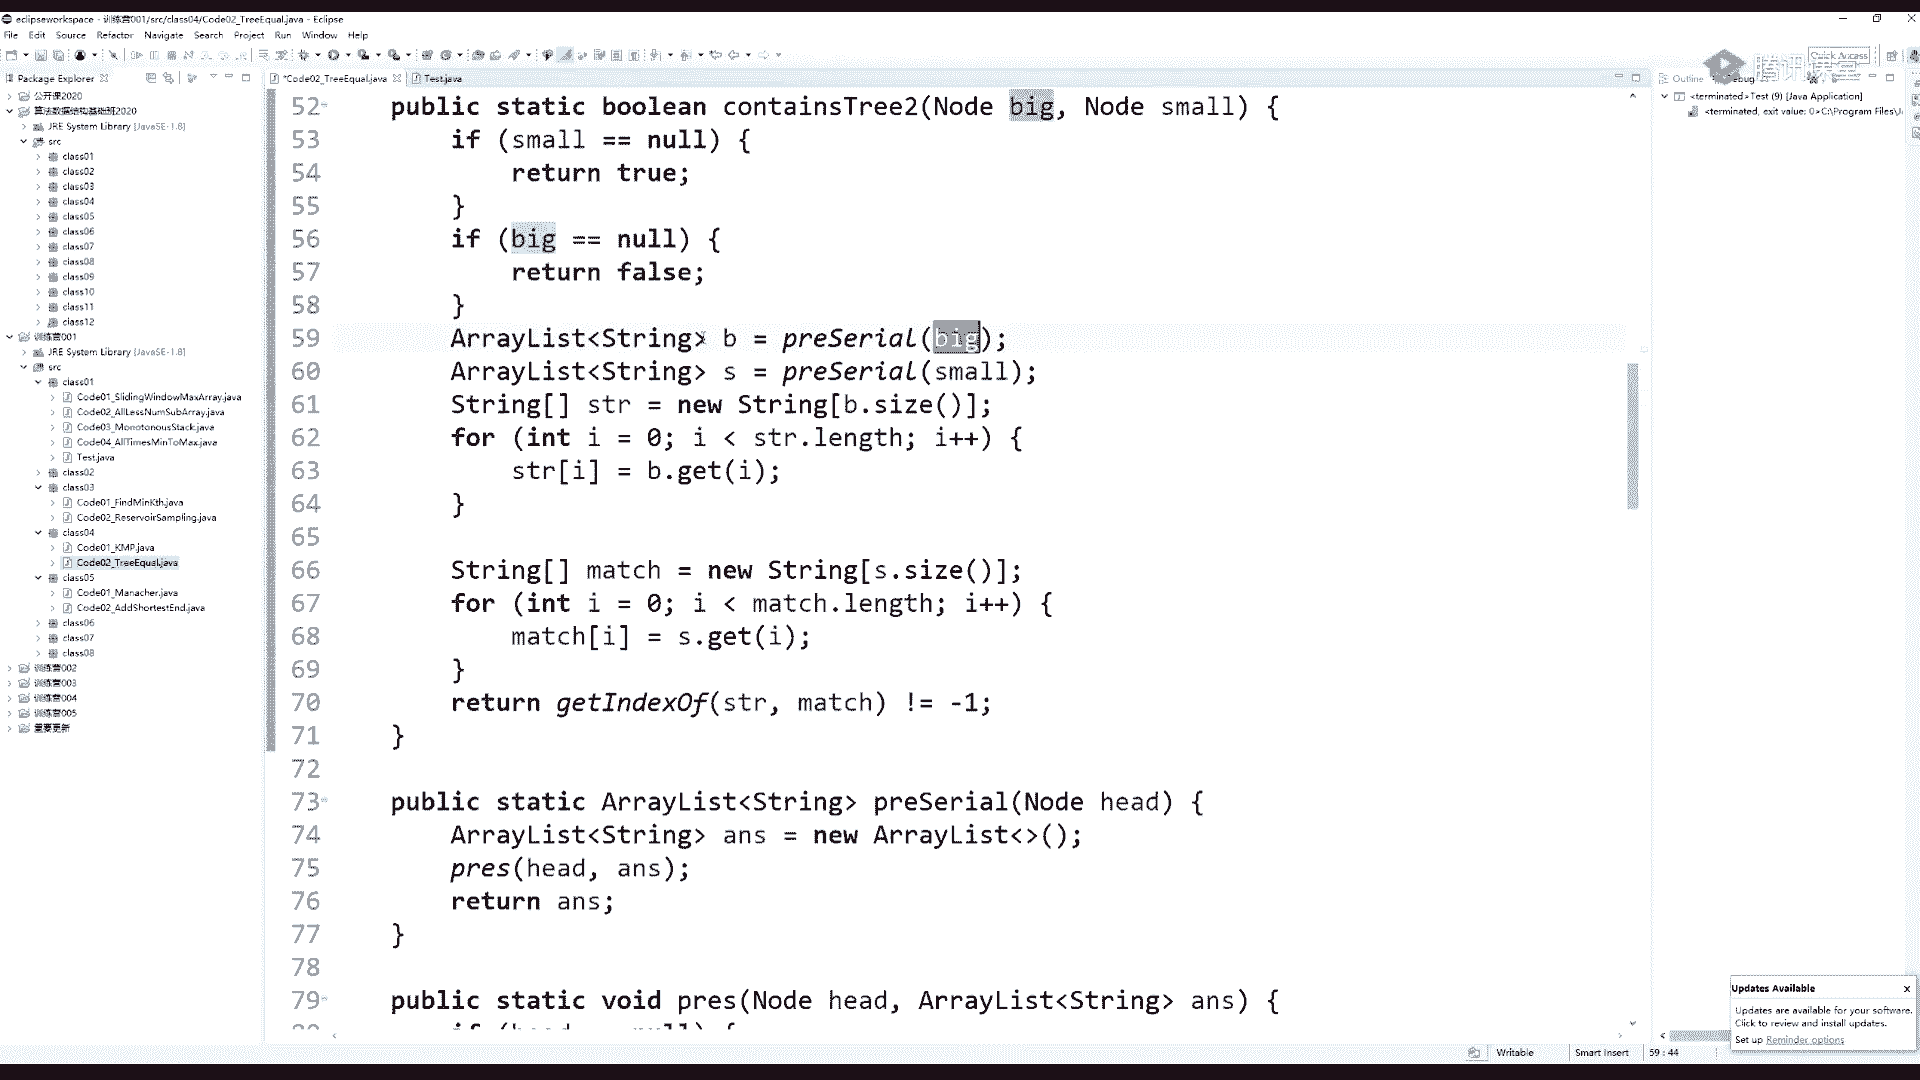 eclipseworkspace - 训练营001/src/class04/Code02_TreeEqual.java - Eclipse
File Edit Source Refactor Navigate Search Project Run Window Help
Quick Access
腾讯课堂
Package Explorer
*Code02_TreeEqual.java
Test.java
Outline
Debug
公开课2020
算法数据结构基础班2020
JRE System Library [JavaSE-1.8]
src
class01
class02
class03
class04
class05
class06
class07
class08
class09
class10
class11
class12
训练营001
JRE System Library [JavaSE-1.8]
src
class01
Code01_SlidingWindowMaxArray.java
Code02_AllLessNumSubArray.java
Code03_MonotonousStack.java
Code04_AllTimesMinToMax.java
Test.java
class02
class03
Code01_FindMinKth.java
Code02_ReservoirSampling.java
class04
Code01_KMP.java
Code02_TreeEqual.java
class05
Code01_Manacher.java
Code02_AddShortestEnd.java
class06
class07
class08
训练营002
训练营003
训练营004
训练营005
重要更新
52 public static boolean containsTree2(Node big, Node small) {
53 if (small == null) {
54 return true;
55 }
56 if (big == null) {
57 return false;
58 }
59 ArrayList<String> b = preSerial(big);
60 ArrayList<String> s = preSerial(small);
61 String[] str = new String[b.size()];
62 for (int i = 0; i < str.length; i++) {
63 str[i] = b.get(i);
64 }
65
66 String[] match = new String[s.size()];
67 for (int i = 0; i < match.length; i++) {
68 match[i] = s.get(i);
69 }
70 return getIndexOf(str, match) != -1;
71 }
72
73 public static ArrayList<String> preSerial(Node head) {
74 ArrayList<String> ans = new ArrayList<>();
75 pres(head, ans);
76 return ans;
77 }
78
79 public static void pres(Node head, ArrayList<String> ans) {
<terminated> Test (9) [Java Application]
<terminated, exit value: 0>C:\Program Files\J
Updates Available
Updates are available for your software.
Click to review and install updates.
Set up Reminder options
Writable
Smart Insert
59 : 44